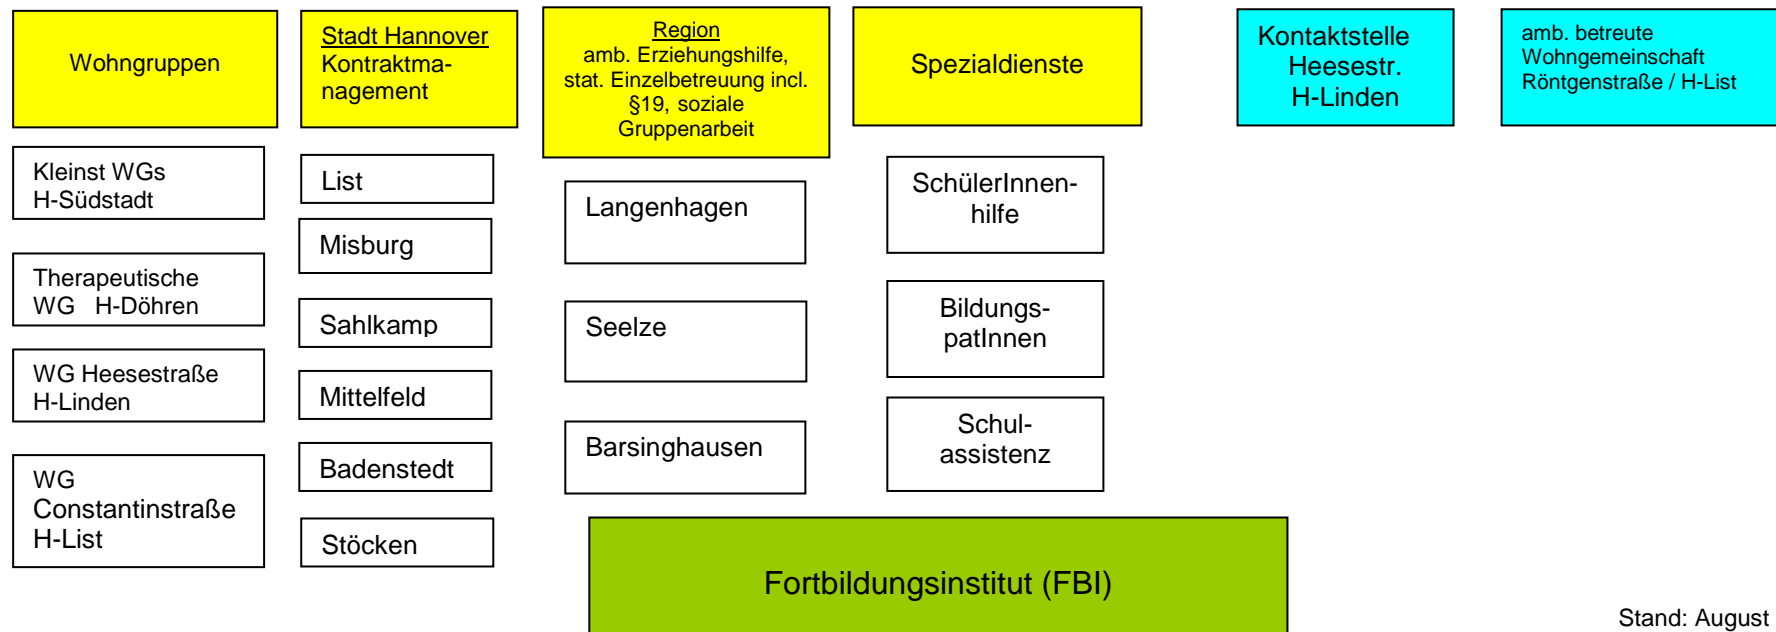 Wohngruppen
Stadt Hannover
Kontraktma-
nagement
Region
amb. Erziehungshilfe,
stat. Einzelbetreuung incl.
§19, soziale
Gruppenarbeit
Spezialdienste
Kontaktstelle
Heesestr.
H-Linden
amb. betreute
Wohngemeinschaft
Röntgenstraße / H-List
Kleinst WGs
H-Südstadt
Therapeutische
WG H-Döhren
WG Heesestraße
H-Linden
WG
Constantinstraße
H-List
List
Misburg
Sahlkamp
Mittelfeld
Badenstedt
Stöcken
Langenhagen
Seelze
Barsinghausen
SchülerInnen-
hilfe
Bildungs-
patInnen
Schul-
assistenz
Fortbildungsinstitut (FBI)
Stand: August